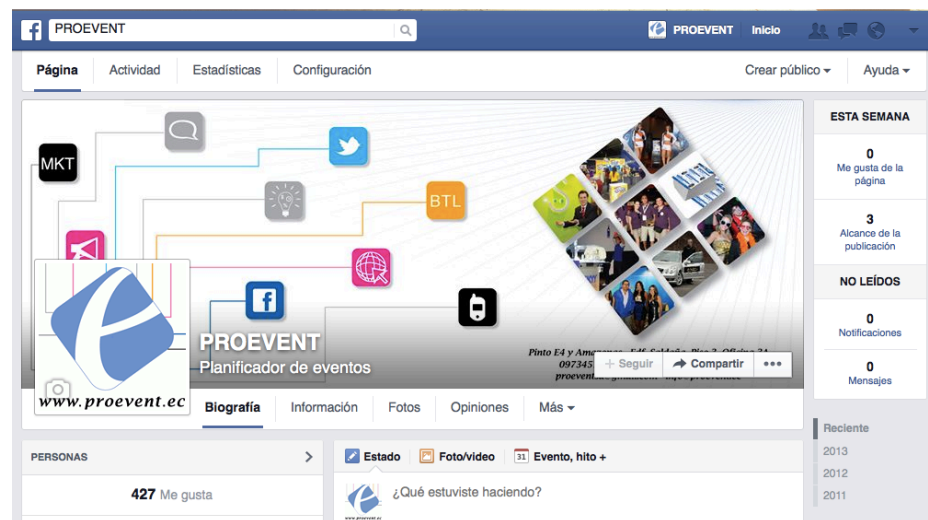 PROEVENT
PROEVENT Inicio
Página Actividad Estadísticas Configuración Crear público Ayuda
MKT
BTL
PROEVENT
Planificador de eventos
Pinto E4 y
097345
+ Seguir Compartir
www.proevent.ec
Biografía Información Fotos Opiniones Más
PERSONAS
427 Me gusta
Estado Foto/video 31 Evento, hito +
¿Qué estuviste haciendo?
ESTA SEMANA
0
Me gusta de la
página
3
Alcance de la
publicación
NO LEÍDOS
0
Notificaciones
0
Mensajes
Reciente
2013
2012
2011